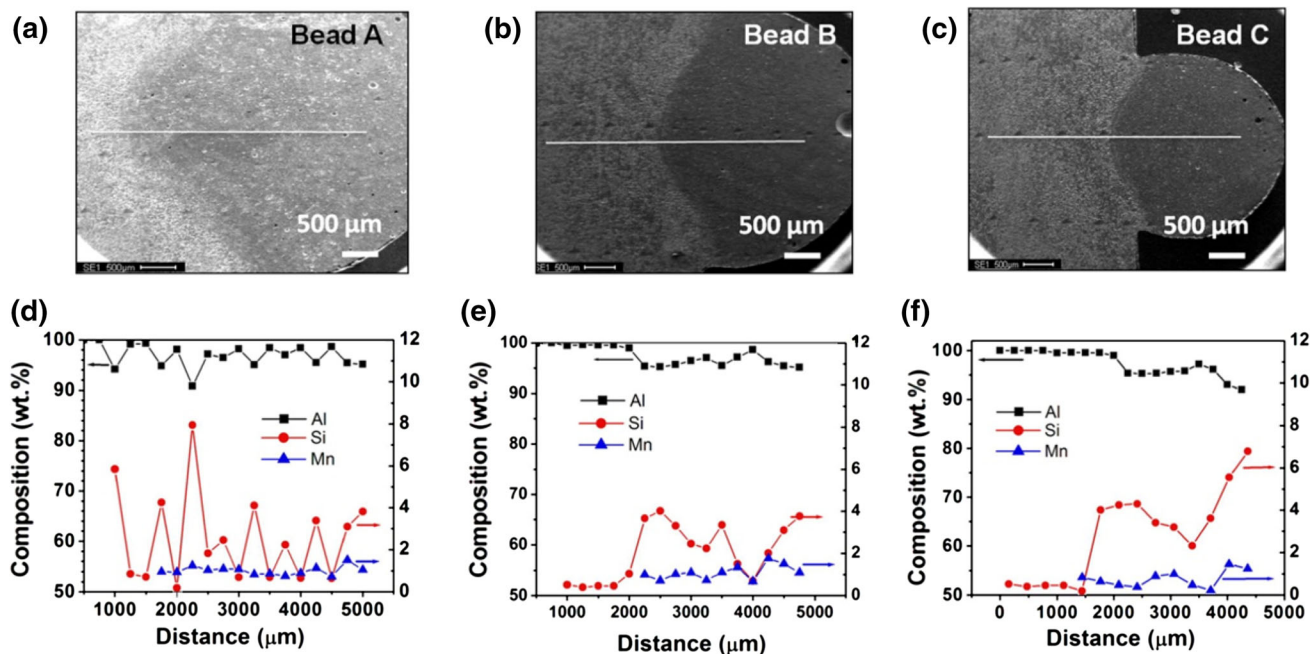 (a)
Bead A
500 μm
SE1 500μm
(b)
Bead B
500 μm
SE1 500μm
(c)
Bead C
500 μm
SE1 500μm
(d)
Composition (wt.%)
100
90
80
70
60
50
12
10
8
6
4
2
0
Al
Si
Mn
1000 2000 3000 4000 5000
Distance (μm)
(e)
Composition (wt.%)
100
90
80
70
60
50
12
10
8
6
4
2
0
Al
Si
Mn
0 1000 2000 3000 4000 5000
Distance (μm)
(f)
Composition (wt.%)
100
90
80
70
60
50
12
10
8
6
4
2
0
Al
Si
Mn
0 1000 2000 3000 4000 5000
Distance (μm)